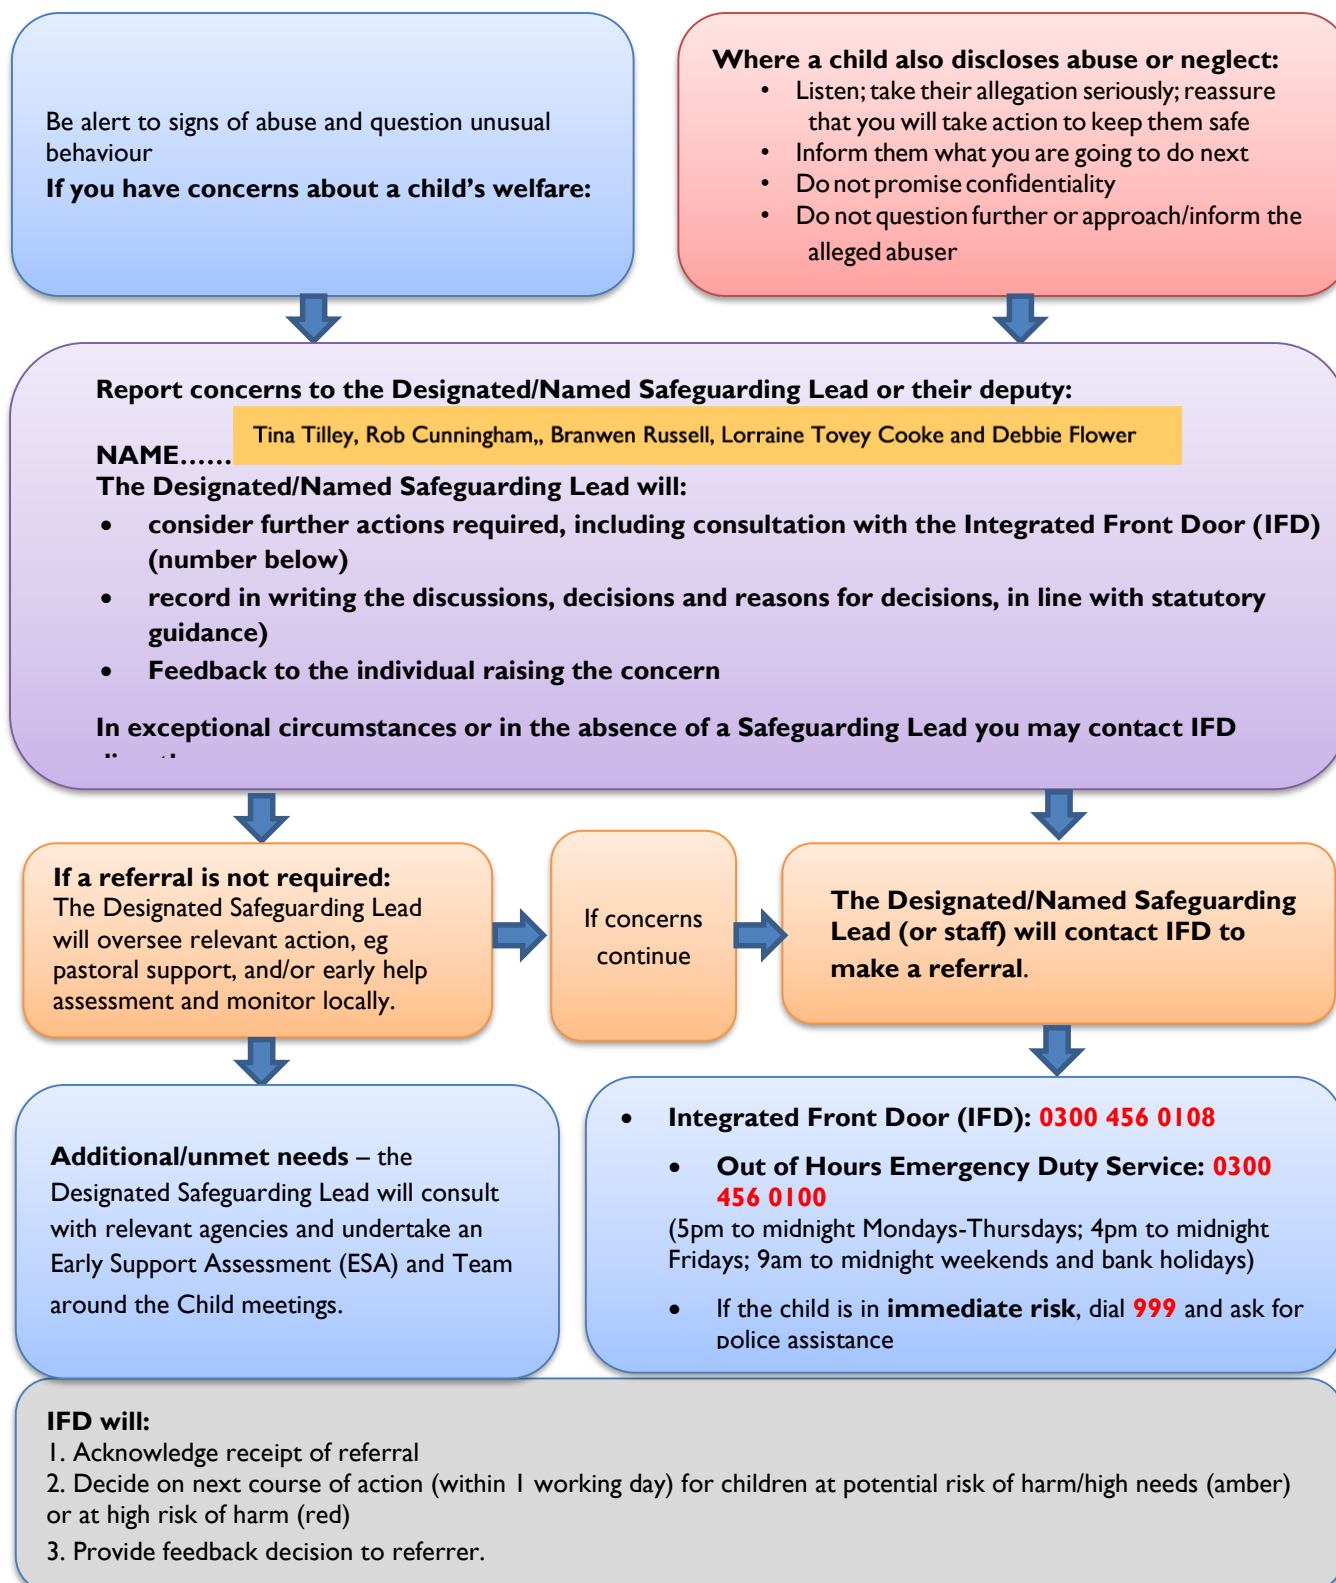 Be alert to signs of abuse and question unusual
behaviour
If you have concerns about a child's welfare:
Where a child also discloses abuse or neglect:
• Listen; take their allegation seriously; reassure
that you will take action to keep them safe
• Inform them what you are going to do next
• Do not promise confidentiality
• Do not question further or approach/inform the
alleged abuser
Report concerns to the Designated/Named Safeguarding Lead or their deputy:
Tina Tilley, Rob Cunningham,, Branwen Russell, Lorraine Tovey Cooke and Debbie Flower
NAME......
The Designated/Named Safeguarding Lead will:
• consider further actions required, including consultation with the Integrated Front Door (IFD)
(number below)
• record in writing the discussions, decisions and reasons for decisions, in line with statutory
guidance)
• Feedback to the individual raising the concern
In exceptional circumstances or in the absence of a Safeguarding Lead you may contact IFD
If a referral is not required:
The Designated Safeguarding Lead
will oversee relevant action, eg
pastoral support, and/or early help
assessment and monitor locally.
If concerns
continue
The Designated/Named Safeguarding
Lead (or staff) will contact IFD to
make a referral.
Additional/unmet needs – the
Designated Safeguarding Lead will consult
with relevant agencies and undertake an
Early Support Assessment (ESA) and Team
around the Child meetings.
• Integrated Front Door (IFD): 0300 456 0108
• Out of Hours Emergency Duty Service: 0300
456 0100
(5pm to midnight Mondays-Thursdays; 4pm to midnight
Fridays; 9am to midnight weekends and bank holidays)
• If the child is in immediate risk, dial 999 and ask for
police assistance
IFD will:
1. Acknowledge receipt of referral
2. Decide on next course of action (within 1 working day) for children at potential risk of harm/high needs (amber)
or at high risk of harm (red)
3. Provide feedback decision to referrer.